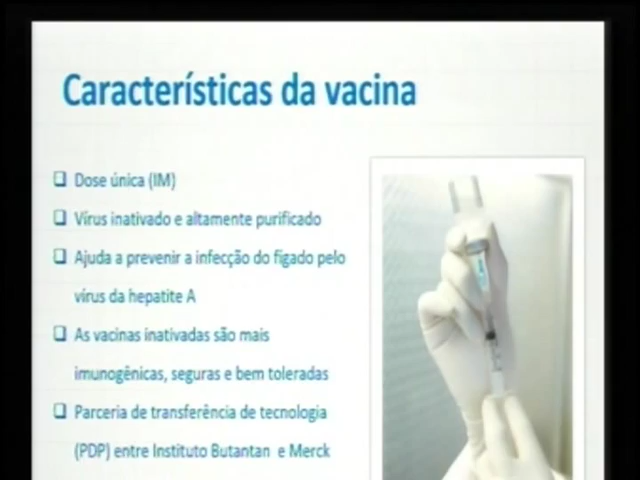 Características da vacina
❑ Dose única (IM)
❑ Vírus inativado e altamente purificado
❑ Ajuda a prevenir a infecção do fígado pelo
vírus da hepatite A
❑ As vacinas inativadas são mais
imunogênicas, seguras e bem toleradas
❑ Parceria de transferência de tecnologia
(PDP) entre Instituto Butantan e Merck